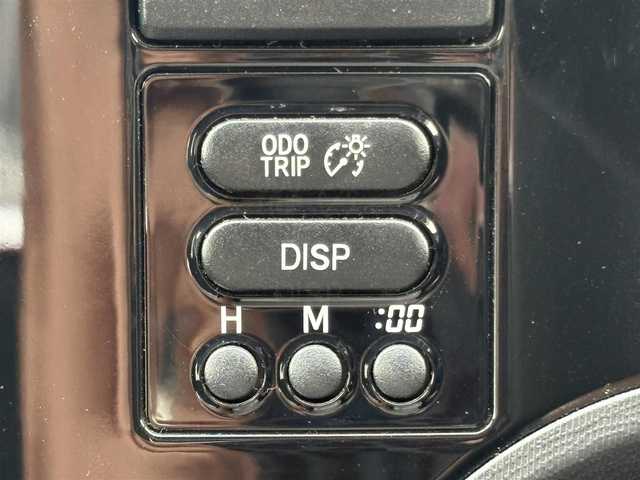 ODO
TRIP
DISP
H M :00